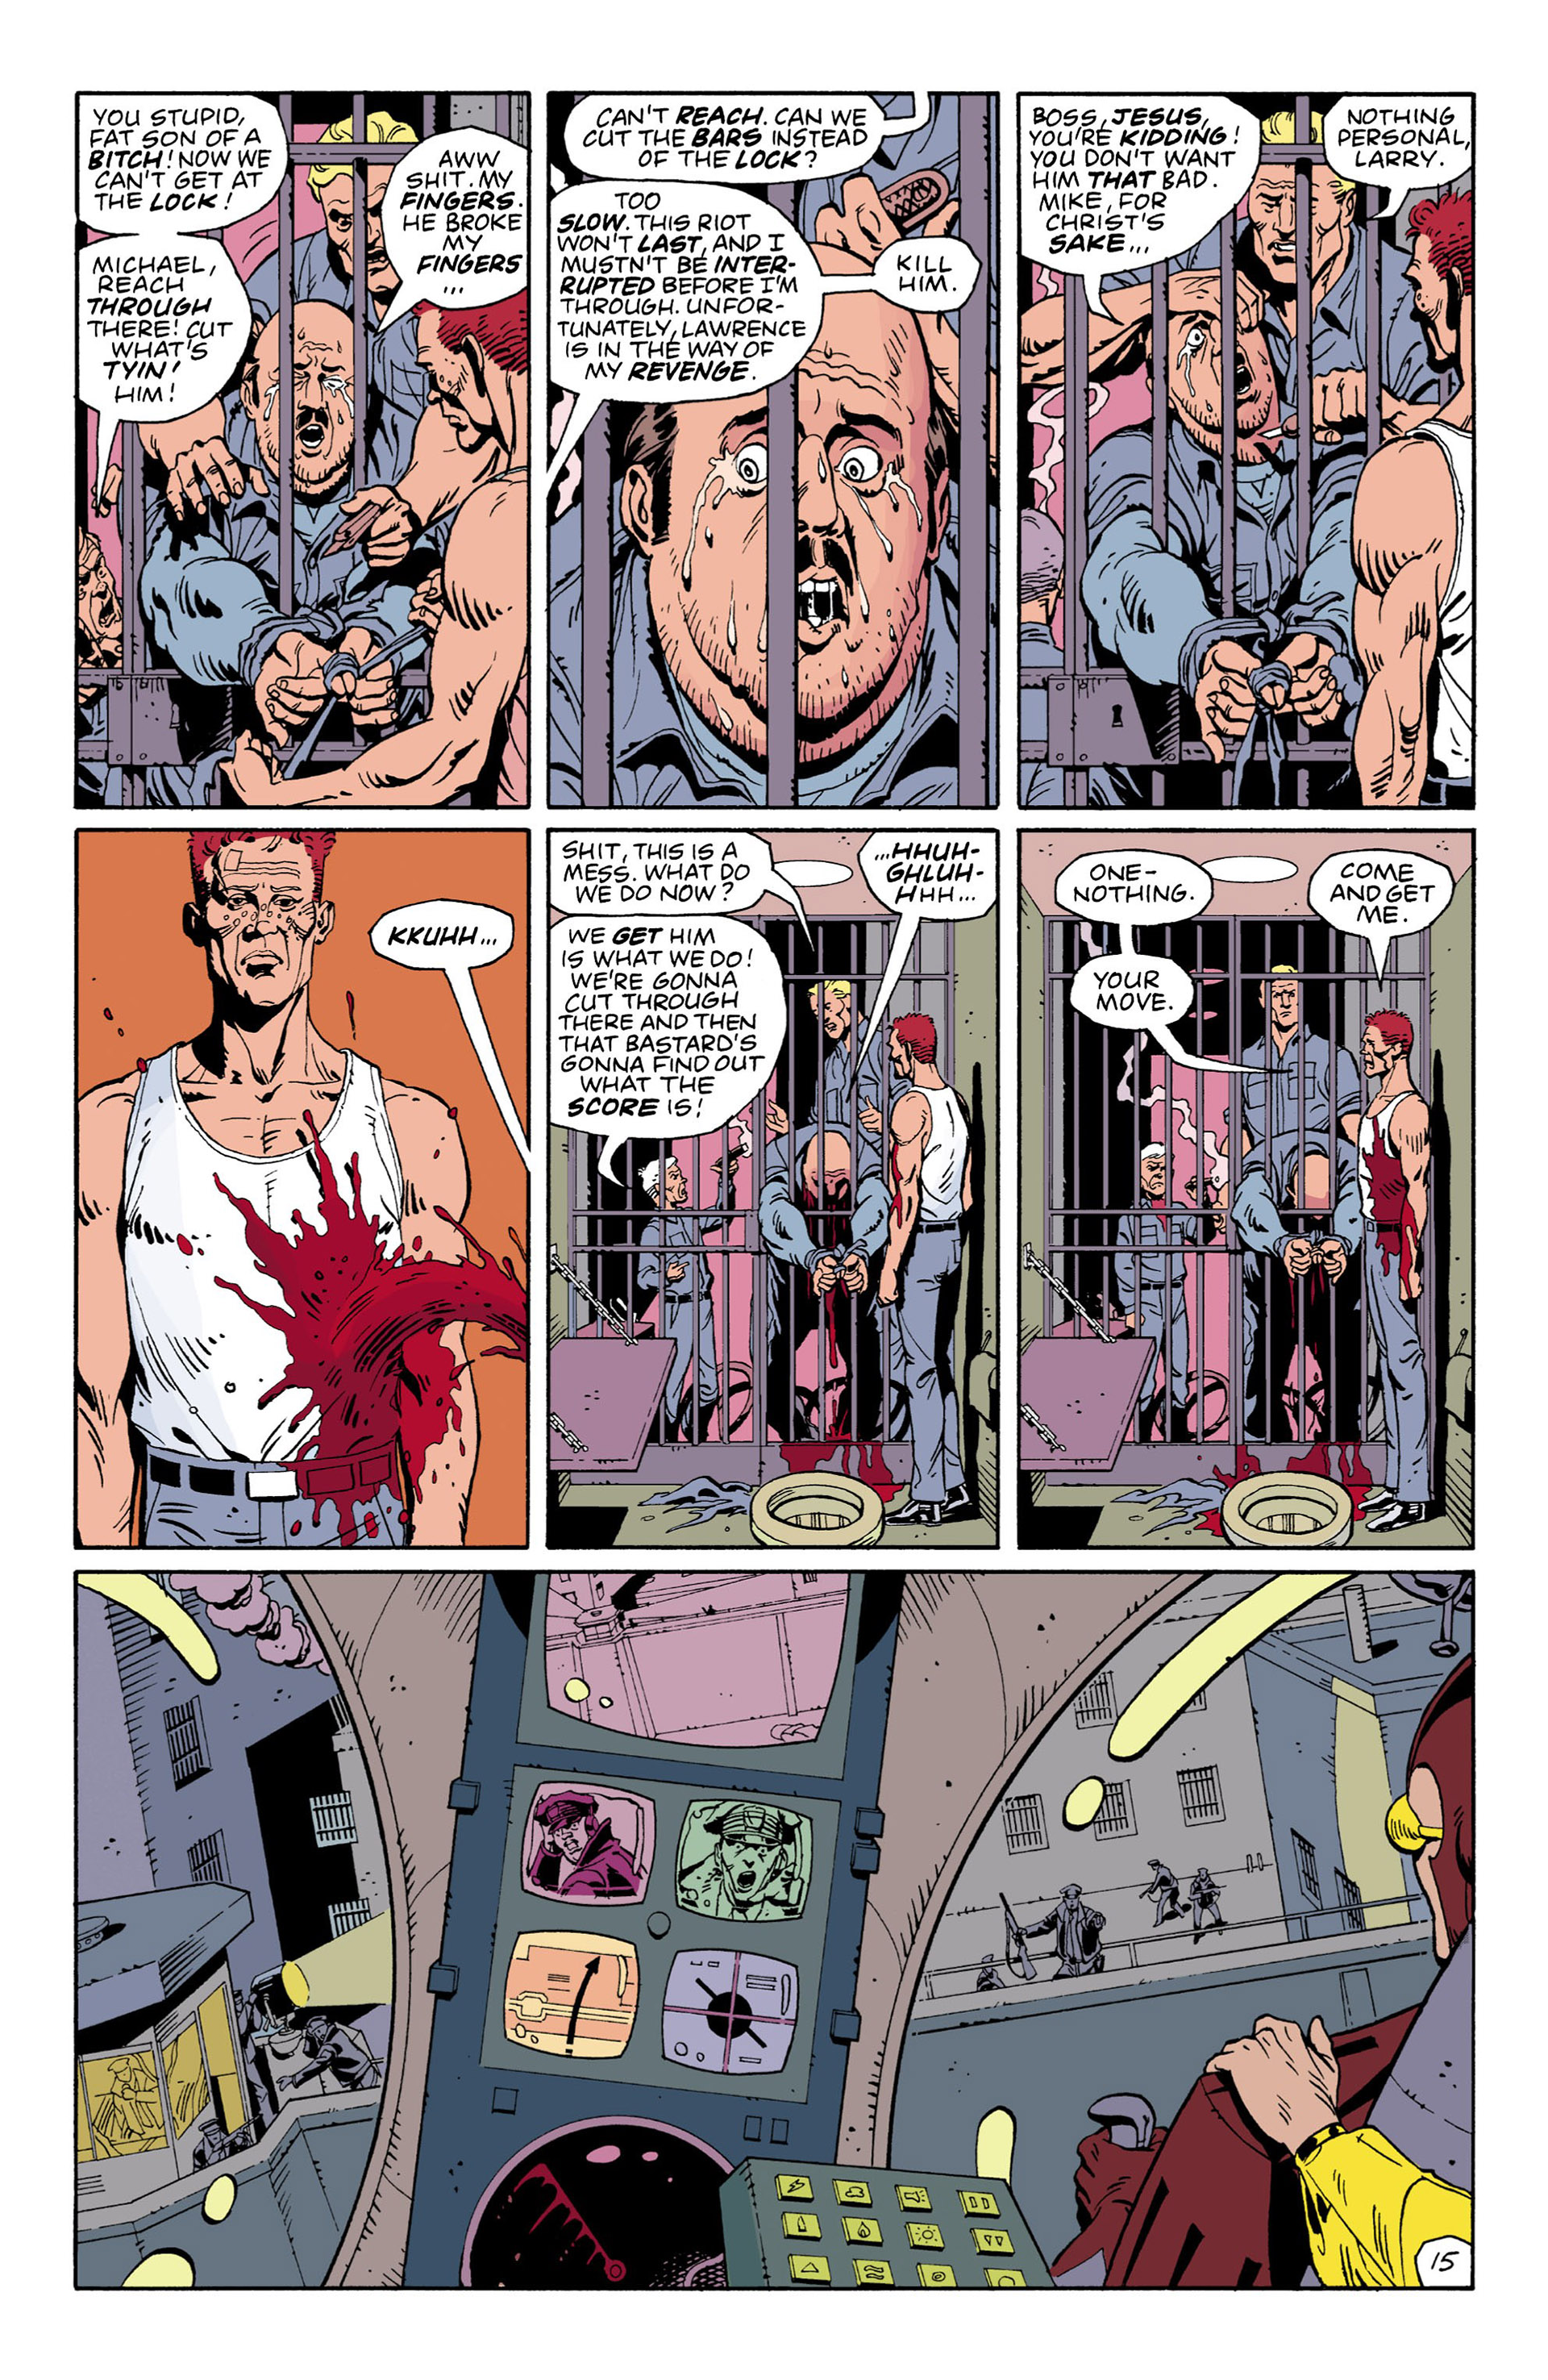 YOU STUPID,
FAT SON OF A
BITCH! NOW WE
CAN'T GET AT
THE LOCK!
MICHAEL,
REACH
THROUGH
THERE! CUT
WHAT'S
TYIN'
HIM!
AWW
SHIT. MY
FINGERS.
HE BROKE
MY
FINGERS
...
CAN'T REACH. CAN WE
CUT THE BARS INSTEAD
OF THE LOCK?
TOO
SLOW. THIS RIOT
WON'T LAST, AND I
MUSTN'T BE INTER-
RUPTED BEFORE I'M
THROUGH. UNFOR-
TUNATELY, LAWRENCE
IS IN THE WAY OF
MY REVENGE.
KILL
HIM.
BOSS, JESUS,
YOU'RE KIDDING!
YOU DON'T WANT
HIM THAT BAD.
MIKE, FOR
CHRIST'S
SAKE...
NOTHING
PERSONAL,
LARRY.
KKUHH...
SHIT, THIS IS A
MESS. WHAT DO
WE DO NOW?
...HHUH-
GHLUH-
HHH...
WE GET HIM
IS WHAT WE DO!
WE'RE GONNA
CUT THROUGH
THERE AND THEN
THAT BASTARD'S
GONNA FIND OUT
WHAT THE
SCORE IS!
ONE-
NOTHING.
YOUR
MOVE.
COME
AND GET
ME.
15